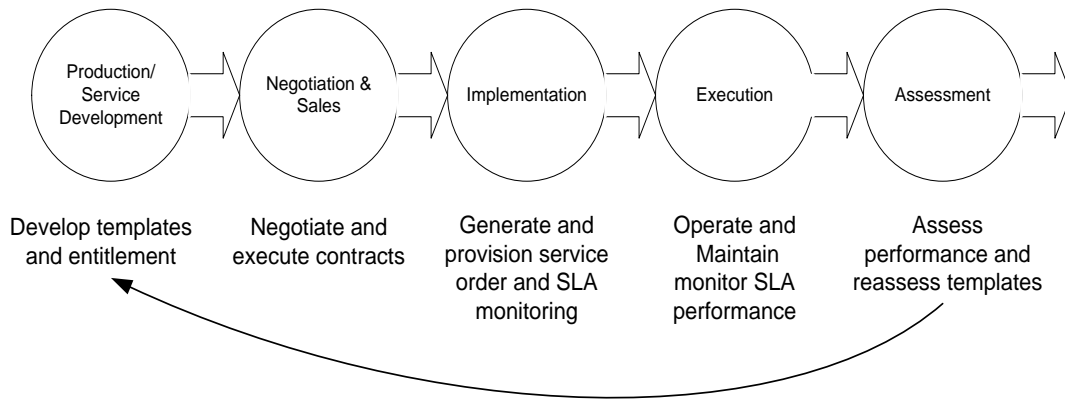 Production/
Service
Development
Negotiation &
Sales
Implementation
Execution
Assessment
Develop templates
and entitlement
Negotiate and
execute contracts
Generate and
provision service
order and SLA
monitoring
Operate and
Maintain
monitor SLA
performance
Assess
performance and
reassess templates